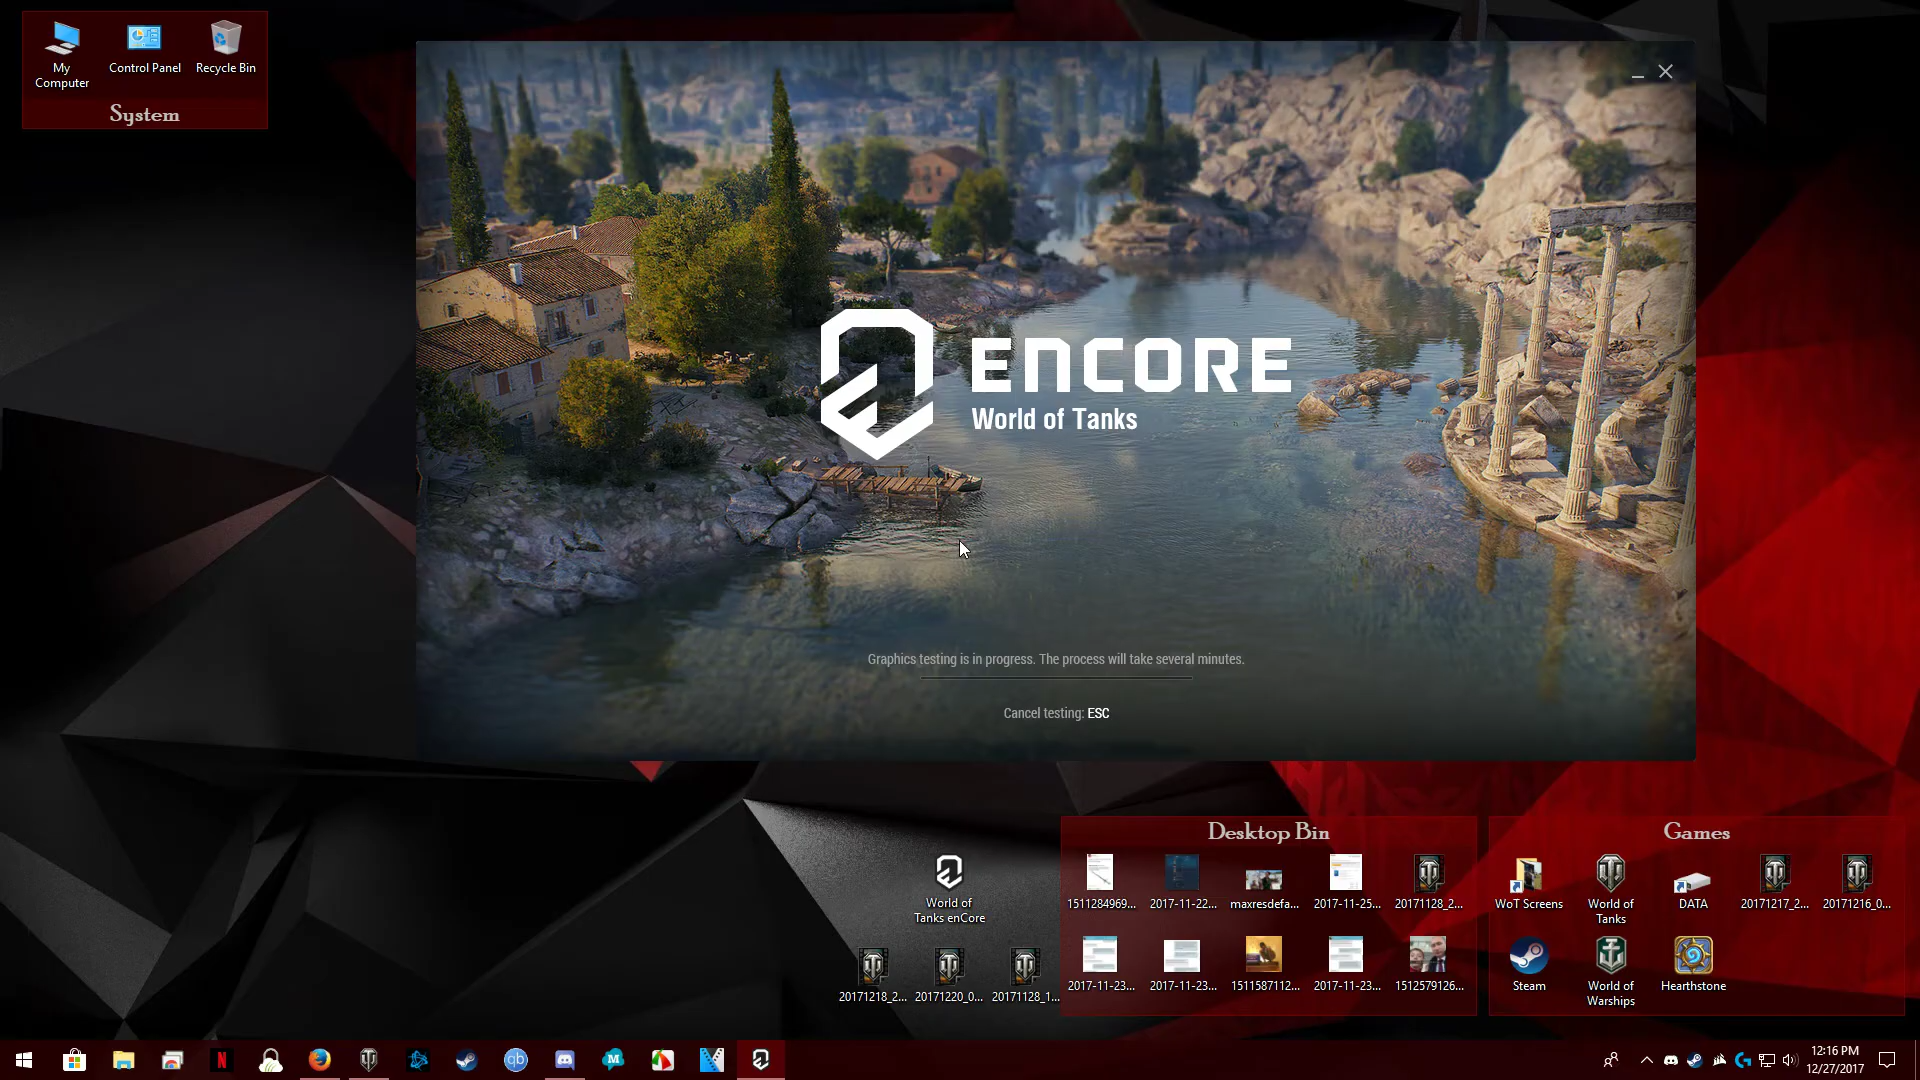 My
Computer
Control Panel
Recycle Bin
System
ENCORE
World of Tanks
Graphics testing is in progress. The process will take several minutes.
Cancel testing: ESC
World of
Tanks enCore
20171218_2...
20171220_0...
20171128_1...
Desktop Bin
1511284969...
2017-11-22...
maxresdefa...
2017-11-25...
20171128_2...
2017-11-23...
2017-11-23...
1511587112...
2017-11-23...
1512579126...
Games
WoT Screens
World of
Tanks
DATA
20171217_2...
20171216_0...
Steam
World of
Warships
Hearthstone
12:16 PM
12/27/2017